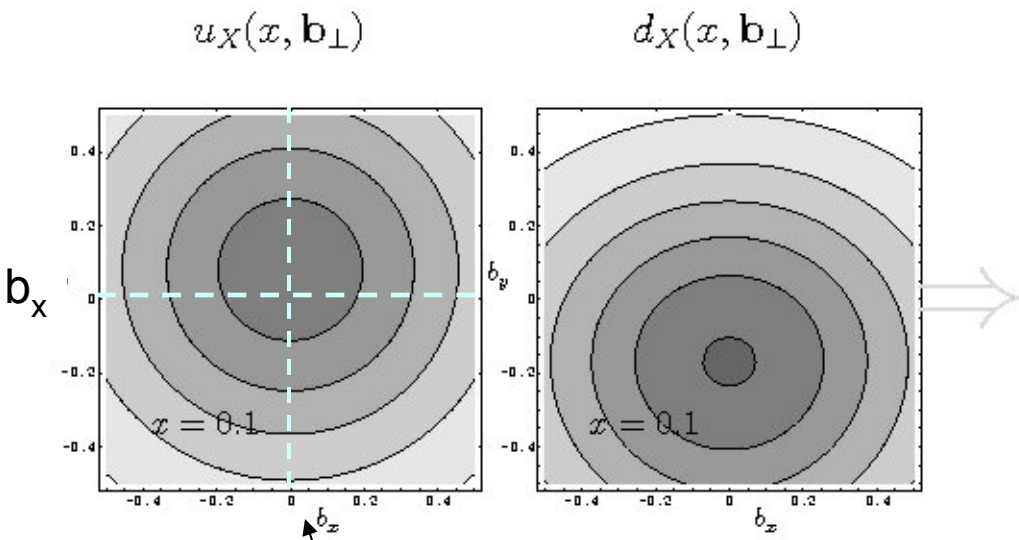 u_X(x, b_⊥) d_X(x, b_⊥)
0.4 0.4
0.2 0.2
b_x 0 b_y 0
-0.2 -0.2
x = 0.1 x = 0.1
-0.4 -0.4
-0.4 -0.2 0 0.2 0.4 -0.4 -0.2 0 0.2 0.4
b_x b_x